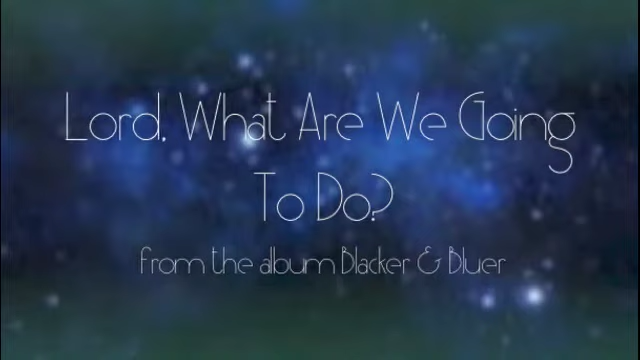 Lord, What Are We Going
To Do?
from the album Blacker & Bluer